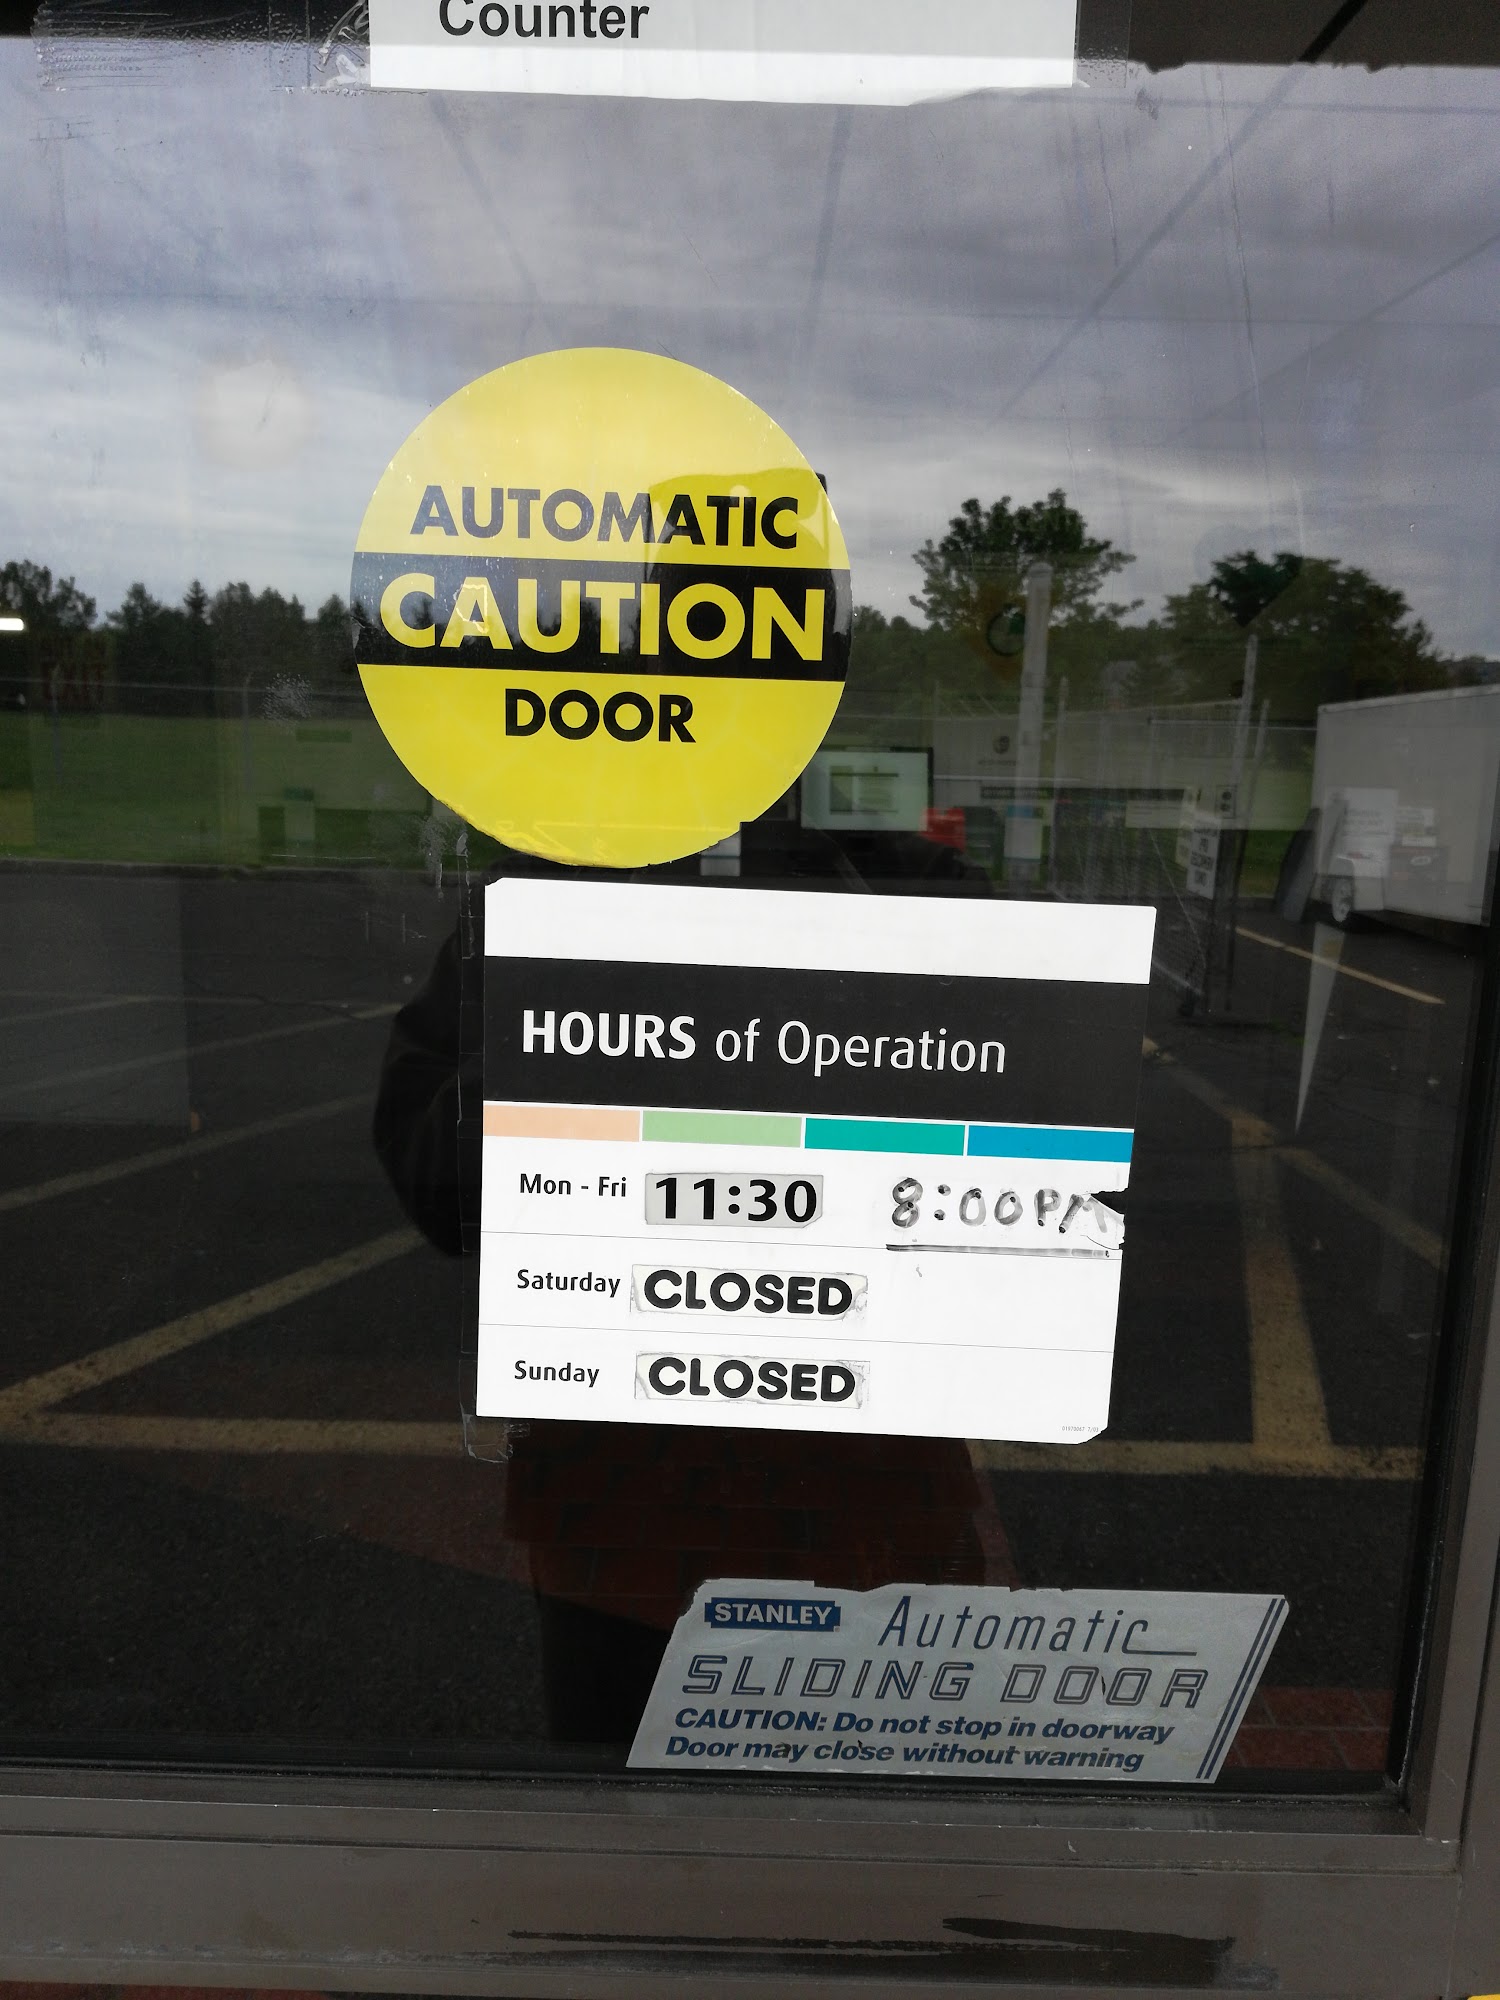 Counter
AUTOMATIC
CAUTION
DOOR
HOURS of Operation
Mon - Fri 11:30 8:00PM
Saturday CLOSED
Sunday CLOSED
STANLEY Automatic
SLIDING DOOR
CAUTION: Do not stop in doorway
Door may close without warning